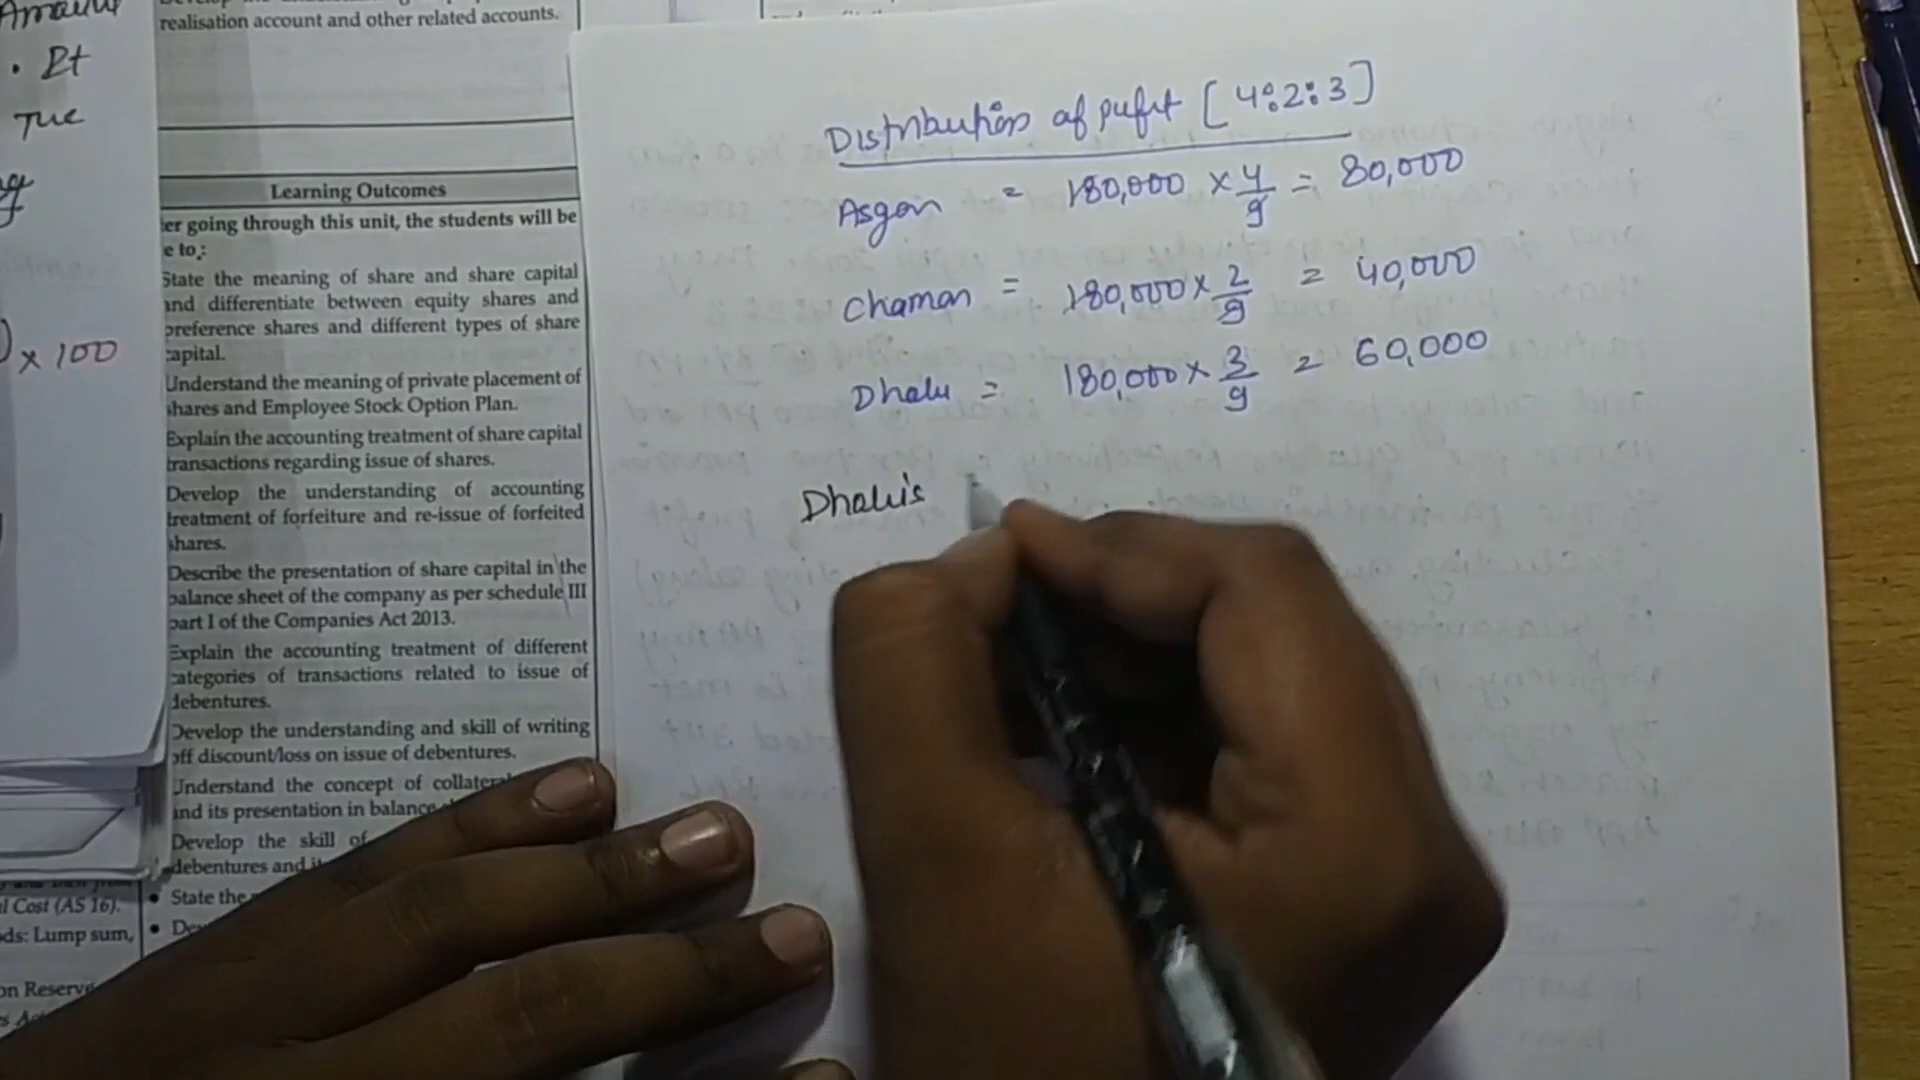 • It
True
× 100
realisation account and other related accounts.
Learning Outcomes
er going through this unit, the students will be
e to:
State the meaning of share and share capital
and differentiate between equity shares and
preference shares and different types of share
capital.
Understand the meaning of private placement of
shares and Employee Stock Option Plan.
Explain the accounting treatment of share capital
transactions regarding issue of shares.
Develop the understanding of accounting
treatment of forfeiture and re-issue of forfeited
shares.
Describe the presentation of share capital in the
balance sheet of the company as per schedule III
part I of the Companies Act 2013.
Explain the accounting treatment of different
categories of transactions related to issue of
debentures.
Develop the understanding and skill of writing
off discount/loss on issue of debentures.
Understand the concept of
and its presentation in balance
Develop the skill of
debentures and
• State the
l Cost (AS 16).
ds: Lump sum,
on Reserve
Distribution of profit [4:2:3]
Asgar = 180,000 × 4/9 = 80,000
Chaman = 180,000 × 2/9 = 40,000
Dhalu = 180,000 × 3/9 = 60,000
Dhalu's